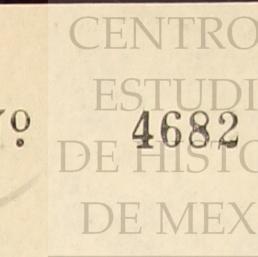 CENTRO
ESTUDI
º 4682
DE HISTO
DE MEX